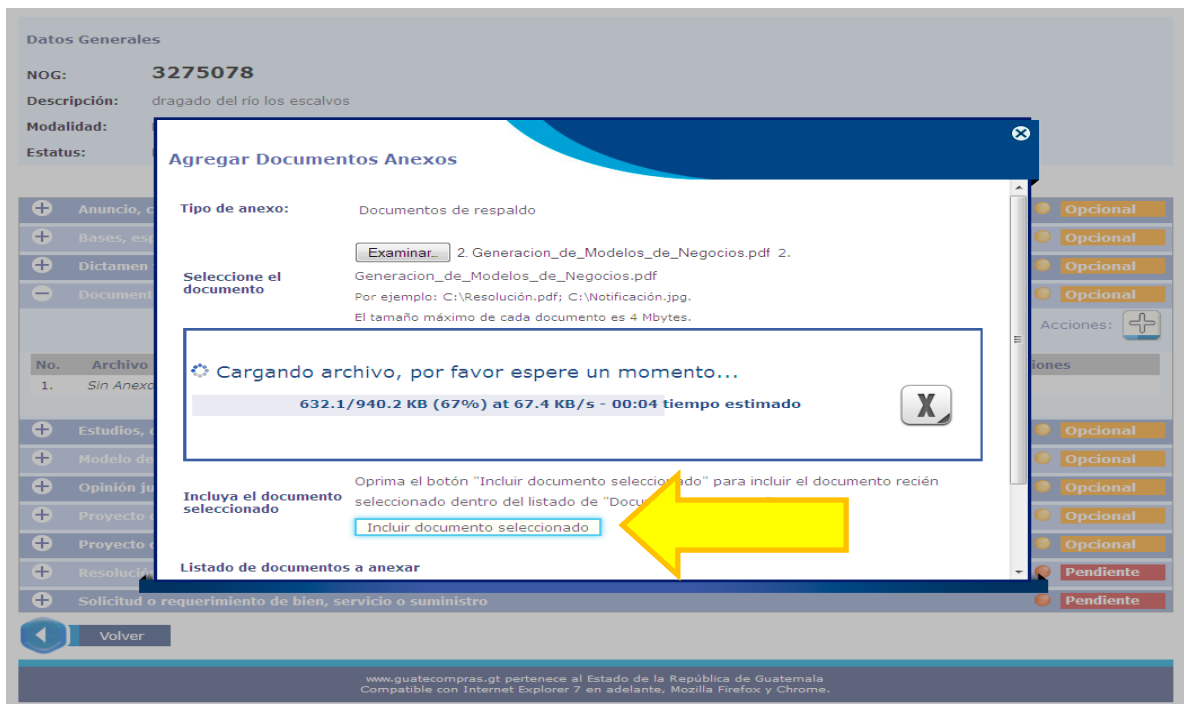 Datos Generales
NOG: 3275078
Descripción: dragado del río los escalvos
Modalidad:
Estatus:
Agregar Documentos Anexos
Tipo de anexo: Documentos de respaldo
Examinar_ 2. Generacion_de_Modelos_de_Negocios.pdf 2.
Seleccione el documento
Generacion_de_Modelos_de_Negocios.pdf
Por ejemplo: C:\Resolución.pdf; C:\Notificación.jpg.
El tamaño máximo de cada documento es 4 Mbytes.
Cargando archivo, por favor espere un momento...
632.1/940.2 KB (67%) at 67.4 KB/s - 00:04 tiempo estimado
X
Incluya el documento seleccionado
Oprima el botón "Incluir documento seleccionado" para incluir el documento recién
seleccionado dentro del listado de
Incluir documento seleccionado
Listado de documentos a anexar
Anuncio, Opcional
Bases, Opcional
Dictamen Opcional
Document Opcional
Acciones:
No. Archivo
1. Sin
Estudios, Opcional
Modelo de Opcional
Opinión Opcional
Proyecto Opcional
Proyecto Opcional
Pendiente
Solicitud o requerimiento de bien, servicio o suministro Pendiente
Volver
www.guatecompras.gt pertenece al Estado de la República de Guatemala
Compatible con Internet Explorer 7 en adelante, Mozilla Firefox y Chrome.